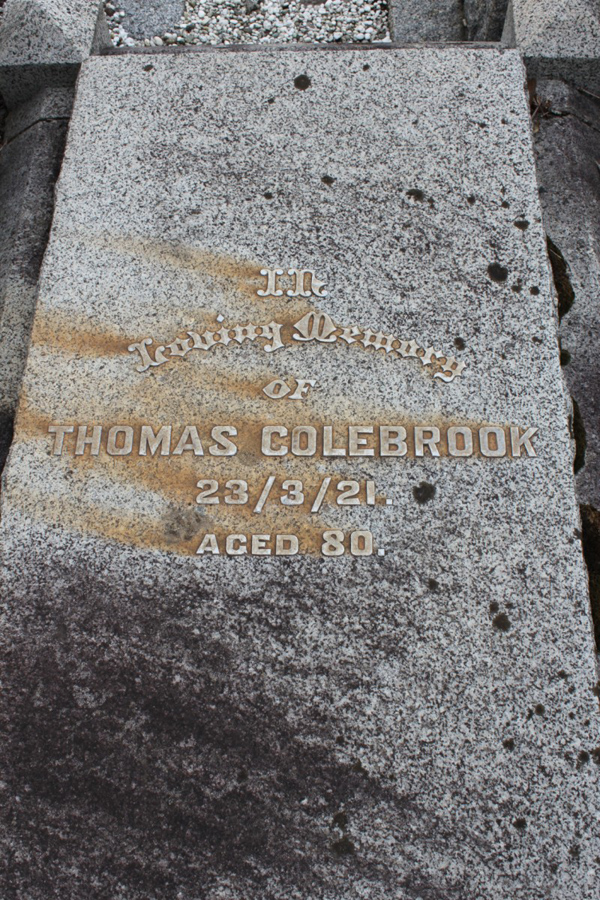 In
Loving Memory
OF
THOMAS COLEBROOK
23/3/21.
AGED 80.